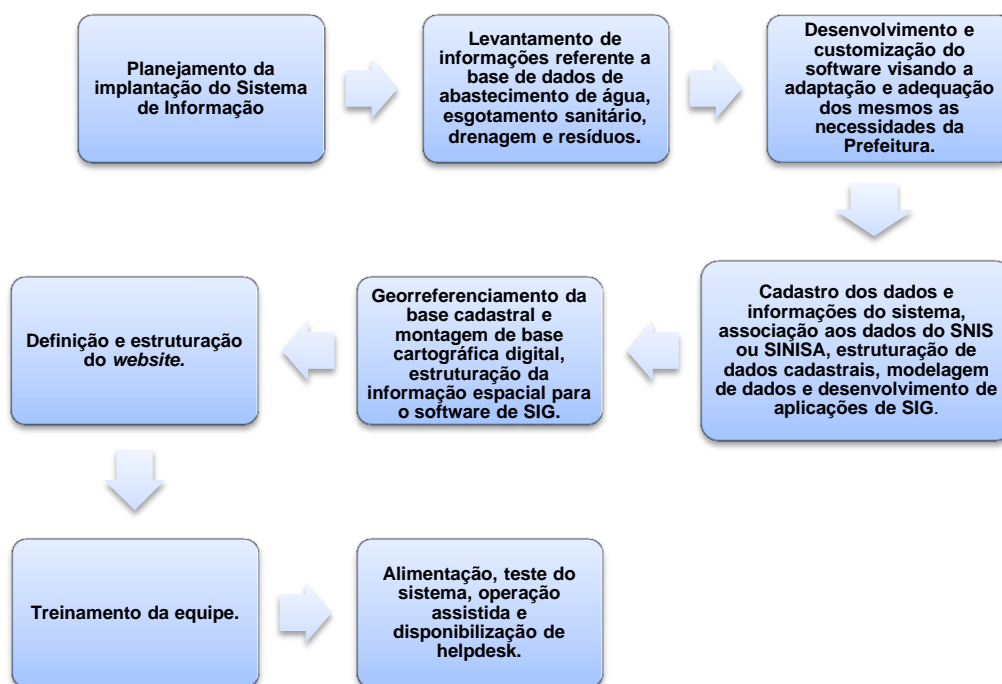 Planejamento da
implantação do Sistema
de Informação
Levantamento de
informações referente a
base de dados de
abastecimento de água,
esgotamento sanitário,
drenagem e resíduos.
Desenvolvimento e
customização do
software visando a
adaptação e adequação
dos mesmos as
necessidades da
Prefeitura.
Cadastro dos dados e
informações do sistema,
associação aos dados do SNIS
ou SINISA, estruturação de
dados cadastrais, modelagem
de dados e desenvolvimento de
aplicações de SIG.
Georreferenciamento da
base cadastral e
montagem de base
cartográfica digital,
estruturação da
informação espacial para
o software de SIG.
Definição e estruturação
do website.
Treinamento da equipe.
Alimentação, teste do
sistema, operação
assistida e
disponibilização de
helpdesk.